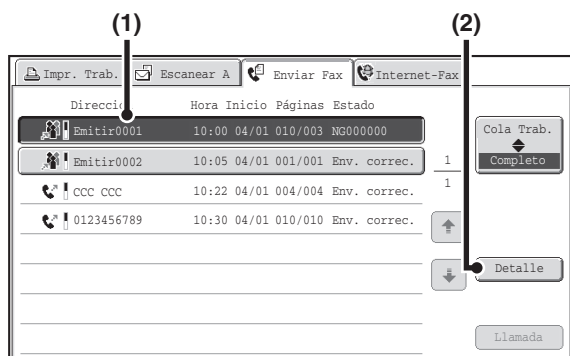 (1) (2)
Impr. Trab. Escanear A Enviar Fax Internet-Fax
Direcció Hora Inicio Páginas Estado
Emitir0001 10:00 04/01 010/003 NG000000
Emitir0002 10:05 04/01 001/001 Env. correc.
CCC CCC 10:22 04/01 004/004 Env. correc.
0123456789 10:30 04/01 010/010 Env. correc.
1
1
Cola Trab.
Completo
Detalle
Llamada